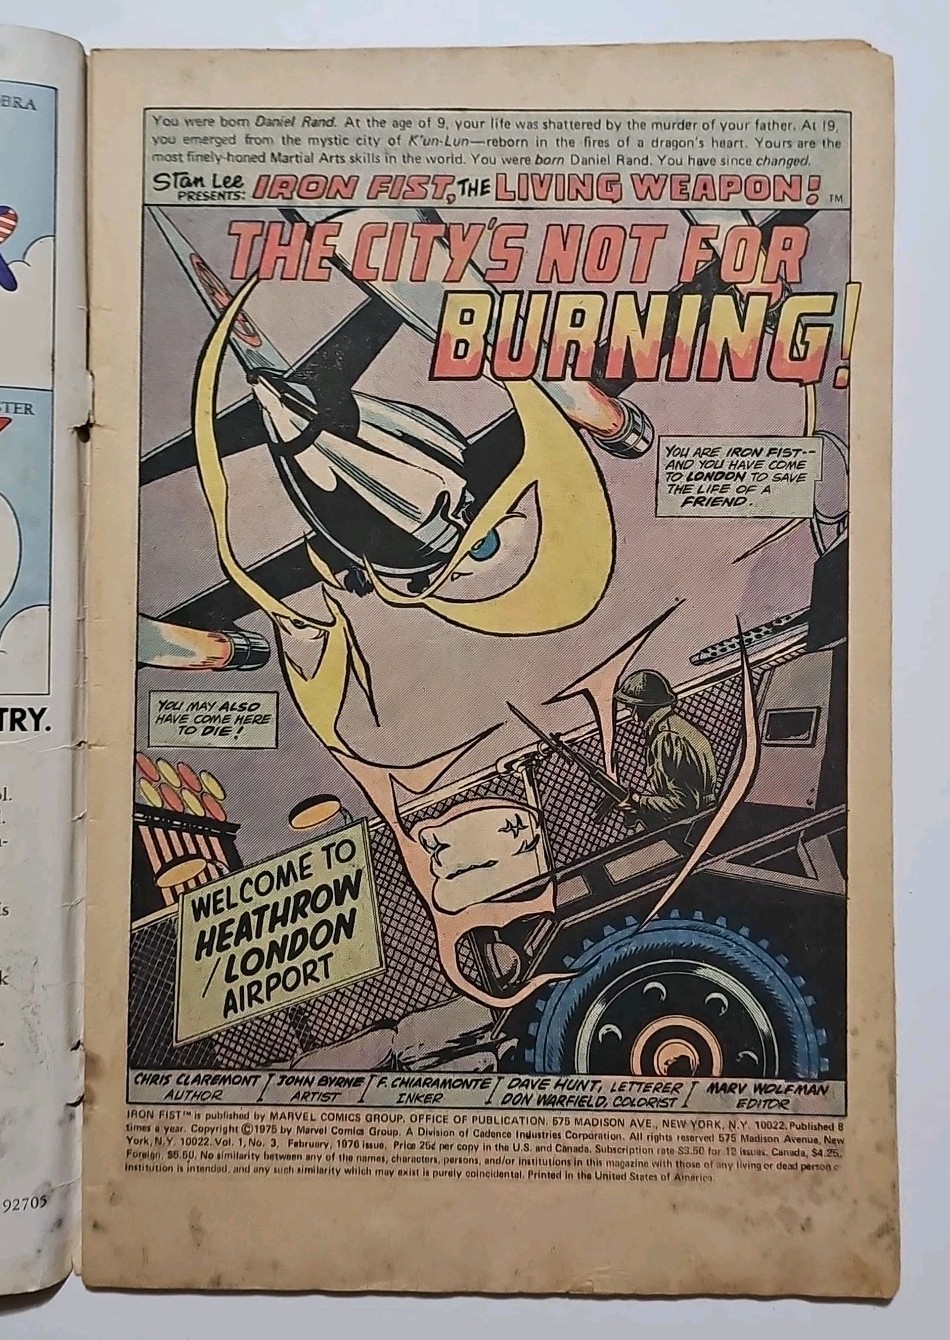 BRA
STER
TRY.
ol.
is
k
92705
You were born Daniel Rand. At the age of 9, your life was shattered by the murder of your father. At 19,
you emerged from the mystic city of K'un-Lun—reborn in the fires of a dragon's heart. Yours are the
most finely-honed Martial Arts skills in the world. You were born Daniel Rand. You have since changed.
Stan Lee
PRESENTS: IRON FIST, THE LIVING WEAPON! TM
THE CITY'S NOT FOR
BURNING!
YOU ARE IRON FIST--
AND YOU HAVE COME
TO LONDON TO SAVE
THE LIFE OF A
FRIEND.
YOU MAY ALSO
HAVE COME HERE
TO DIE!
WELCOME TO
HEATHROW
/LONDON
AIRPORT
CHRIS CLAREMONT JOHN BYRNE F. CHIARAMONTE DAVE HUNT, LETTERER MARV WOLFMAN
AUTHOR ARTIST INKER DON WARFIELD, COLORIST EDITOR
IRON FIST™ is published by MARVEL COMICS GROUP. OFFICE OF PUBLICATION. 575 MADISON AVE., NEW YORK, N.Y. 10022. Published 8
times a year. Copyright ©1975 by Marvel Comics Group. A Division of Cadence Industries Corporation. All rights reserved 575 Madison Avenue, New
York, N.Y. 10022. Vol. 1, No. 3, February, 1976 issue. Price 25¢ per copy in the U.S. and Canada. Subscription rate $3.50 for 12 issues. Canada, $4.25.
Foreign, $5.50. No similarity between any of the names, characters, persons, and/or institutions in this magazine with those of any living or dead person o
institution is intended, and any such similarity which may exist is purely coincidental. Printed in the United States of America.